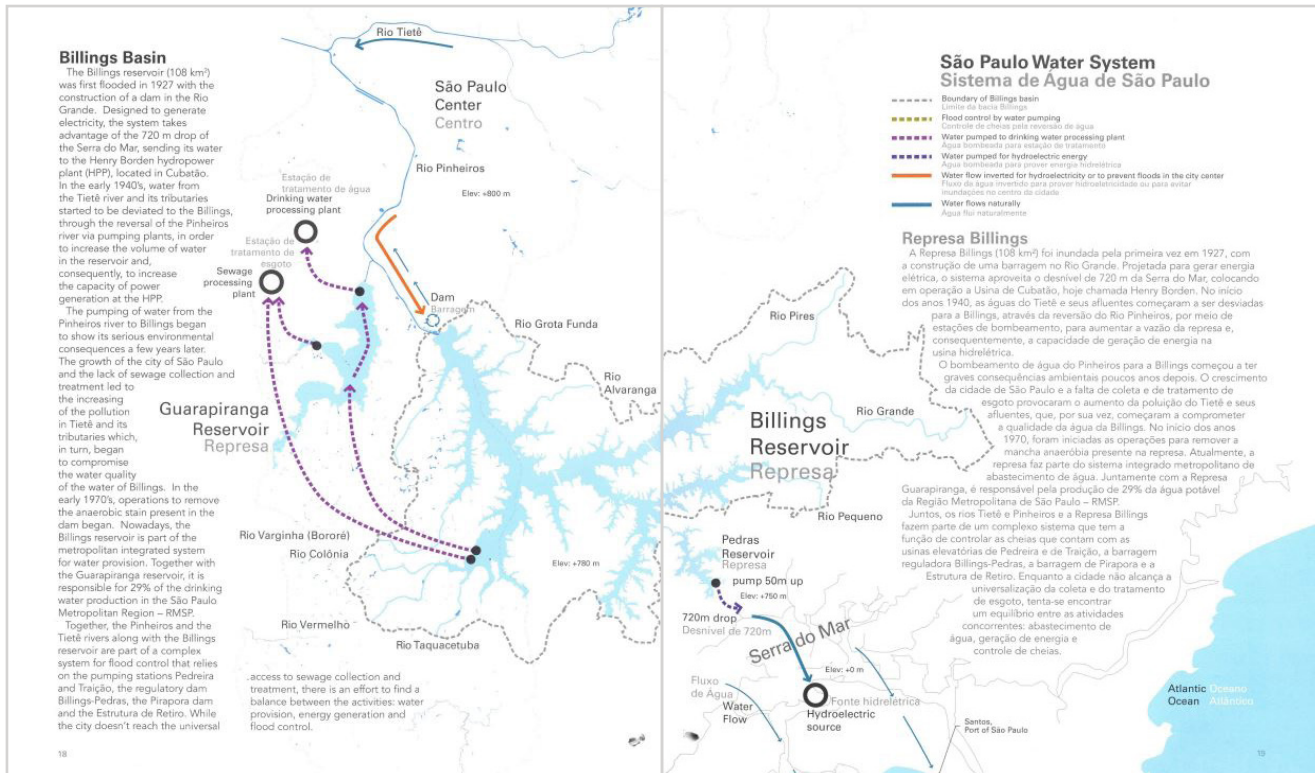 Billings Basin
The Billings reservoir (108 km²)
was first flooded in 1927 with the
construction of a dam in the Rio
Grande. Designed to generate
electricity, the system takes
advantage of the 720 m drop of
the Serra do Mar, sending its water
to the Henry Borden hydropower
plant (HPP), located in Cubatão.
In the early 1940's, water from
the Tietê river and its tributaries
started to be deviated to the Billings,
through the reversal of the Pinheiros
river via pumping plants, in order
to increase the volume of water
in the reservoir and,
consequently, to increase
the capacity of power
generation at the HPP.
The pumping of water from the
Pinheiros river to Billings began
to show its serious environmental
consequences a few years later.
The growth of the city of São Paulo
and the lack of sewage collection and
treatment led to
the increasing
of the pollution
in Tietê and its
tributaries which,
in turn, began
to compromise
the water quality
of the water of Billings. In the
early 1970's, operations to remove
the anaerobic stain present in the
dam began. Nowadays, the
Billings reservoir is part of the
metropolitan integrated system
for water provision. Together with
the Guarapiranga reservoir, it is
responsible for 29% of the drinking
water production in the São Paulo
Metropolitan Region – RMSP.
Together, the Pinheiros and the
Tietê rivers along with the Billings
reservoir are part of a complex
system for flood control that relies
on the pumping stations Pedreira
and Traição, the regulatory dam
Billings-Pedras, the Pirapora dam
and the Estrutura de Retiro. While
the city doesn't reach the universal
access to sewage collection and
treatment, there is an effort to find a
balance between the activities: water
provision, energy generation and
flood control.
18
Rio Tietê
São Paulo
Center
Centro
Rio Pinheiros
Elev: +800 m
Estação de
tratamento de água
Drinking water
processing plant
Estação de
tratamento de
esgoto
Sewage
processing
plant
Dam
Barragem
Rio Grota Funda
Rio
Alvaranga
Guarapiranga
Reservoir
Represa
Rio Varginha (Bororé)
Rio Colônia
Elev: +780 m
Rio Vermelho
Rio Taquacetuba
São Paulo Water System
Sistema de Água de São Paulo
Boundary of Billings basin
Limite da bacia Billings
Flood control by water pumping
Controle de cheias pela reversão de água
Water pumped to drinking water processing plant
Água bombeada para estação de tratamento
Water pumped for hydroelectric energy
Água bombeada para prover energia hidrelétrica
Water flow inverted for hydroelectricity or to prevent floods in the city center
Fluxo de água invertido para prover hidroeletricidade ou para evitar
inundações no centro da cidade
Water flows naturally
Água flui naturalmente
Represa Billings
A Represa Billings (108 km²) foi inundada pela primeira vez em 1927, com
a construção de uma barragem no Rio Grande. Projetada para gerar energia
elétrica, o sistema aproveita o desnível de 720 m da Serra do Mar, colocando
em operação a Usina de Cubatão, hoje chamada Henry Borden. No início
dos anos 1940, as águas do Tietê e seus afluentes começaram a ser desviadas
para a Billings, através da reversão do Rio Pinheiros, por meio de
estações de bombeamento, para aumentar a vazão da represa e,
consequentemente, a capacidade de geração de energia na
usina hidrelétrica.
O bombeamento de água do Pinheiros para a Billings começou a ter
graves consequências ambientais poucos anos depois. O crescimento
da cidade de São Paulo e a falta de coleta e de tratamento de
esgoto provocaram o aumento da poluição do Tietê e seus
afluentes, que, por sua vez, começaram a comprometer
a qualidade da água da Billings. No início dos anos
1970, foram iniciadas as operações para remover a
mancha anaeróbia presente na represa. Atualmente, a
represa faz parte do sistema integrado metropolitano de
abastecimento de água. Juntamente com a Represa
Guarapiranga, é responsável pela produção de 29% da água potável
da Região Metropolitana de São Paulo – RMSP.
Juntos, os rios Tietê e Pinheiros e a Represa Billings
fazem parte de um complexo sistema que tem a
função de controlar as cheias que contam com as
usinas elevatórias de Pedreira e de Traição, a barragem
reguladora Billings-Pedras, a barragem de Pirapora e a
Estrutura de Retiro. Enquanto a cidade não alcança a
universalização da coleta e do tratamento
de esgoto, tenta-se encontrar
um equilíbrio entre as atividades
concorrentes: abastecimento de
água, geração de energia e
controle de cheias.
Rio Pires
Rio Grande
Billings
Reservoir
Represa
Rio Pequeno
Pedras
Reservoir
Represa
pump 50m up
Elev: +750 m
720m drop
Desnível de 720m
Serra do Mar
Elev: +0 m
Fluxo
de Água
Water
Flow
Fonte hidrelétrica
Hydroelectric
source
Santos,
Port of São Paulo
Atlantic Oceano
Ocean Atlântico
19